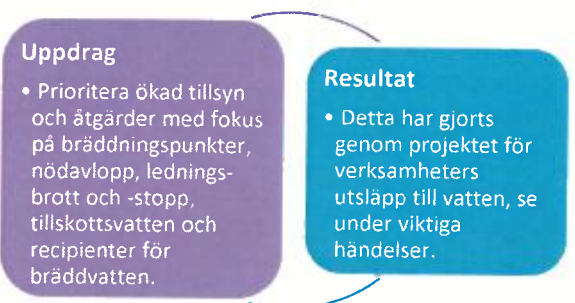 Uppdrag
• Prioritera ökad tillsyn
och åtgärder med fokus
på bräddningspunkter,
nödavlopp, lednings-
brott och -stopp,
tillskottsvatten och
recipienter för
bräddvatten.
Resultat
• Detta har gjorts
genom projektet för
verksamheters
utsläpp till vatten, se
under viktiga
händelser.